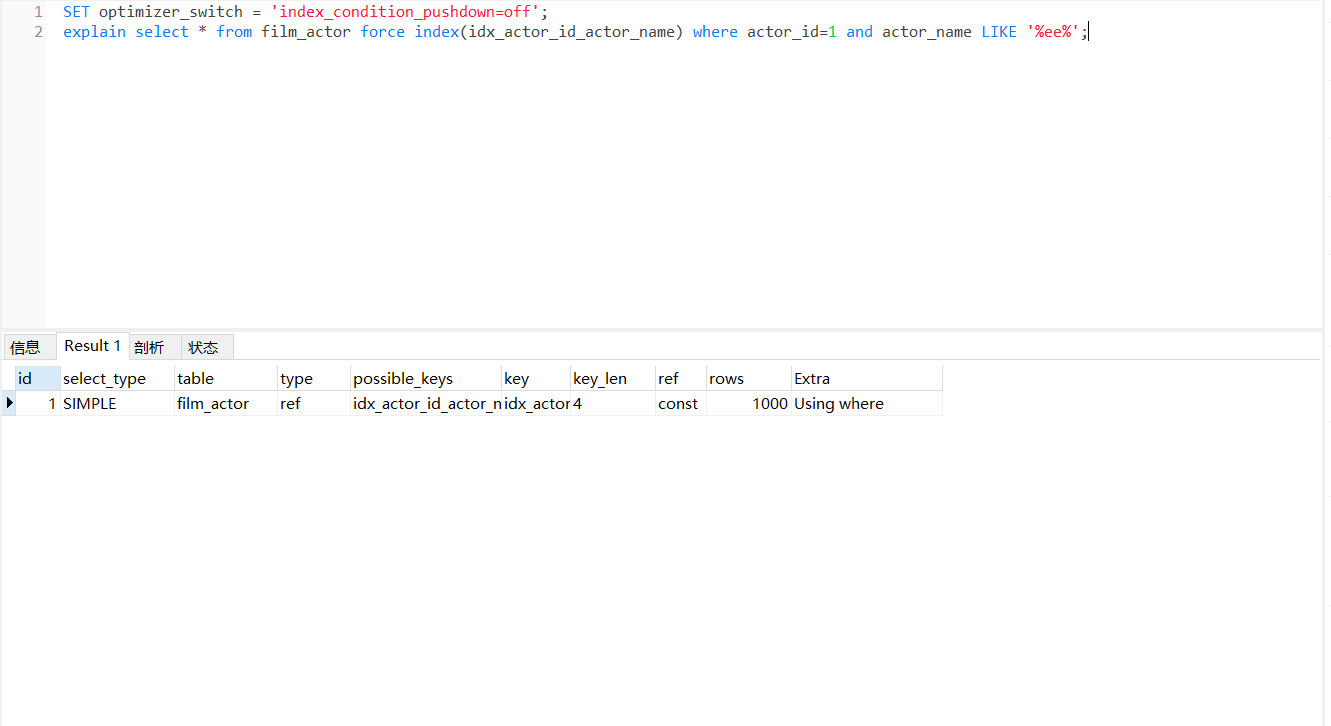 1 SET optimizer_switch = 'index_condition_pushdown=off';
2 explain select * from film_actor force index(idx_actor_id_actor_name) where actor_id=1 and actor_name LIKE '%ee%';
信息 Result 1 剖析 状态
id select_type table type possible_keys key key_len ref rows Extra
1 SIMPLE film_actor ref idx_actor_id_actor_n idx_actor 4 const 1000 Using where